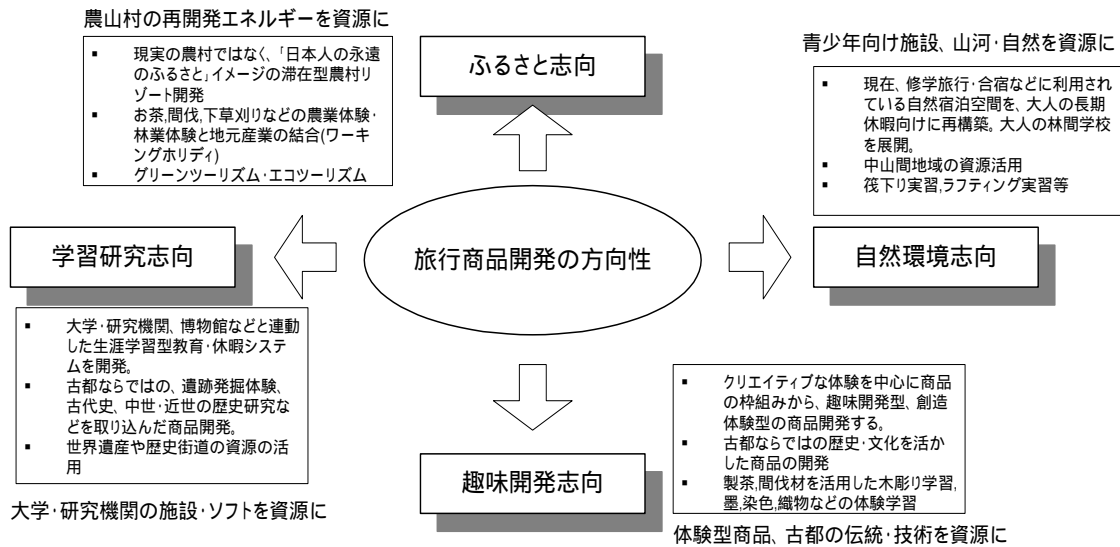 農山村の再開発エネルギーを資源に
▪ 現実の農村ではなく、「日本人の永遠
のふるさと」イメージの滞在型農村リ
ゾート開発
▪ お茶,間伐,下草刈りなどの農業体験・
林業体験と地元産業の結合(ワー
キングホリディ)
▪ グリーンツーリズム・エコツーリズム
ふるさと志向
青少年向け施設、山河・自然を資源に
▪ 現在、修学旅行・合宿などに利用され
ている自然宿泊空間を、大人の長期
休暇向けに再構築。大人の林間学校
を展開。
▪ 中山間地域の資源活用
▪ 筏下り実習,ラフティング実習等
学習研究志向
旅行商品開発の方向性
自然環境志向
▪ 大学・研究機関、博物館などと連動
した生涯学習型教育・休暇システ
ムを開発。
▪ 古都ならではの、遺跡発掘体験、
古代史、中世・近世の歴史研究な
どを取り込んだ商品開発。
▪ 世界遺産や歴史街道の資源の活
用
大学・研究機関の施設・ソフトを資源に
趣味開発志向
▪ クリエイティブな体験を中心に商品
の枠組みから、趣味開発型、創造
体験型の商品開発する。
▪ 古都ならではの歴史・文化を活か
した商品の開発
▪ 製茶,間伐材を活用した木彫り学習,
墨,染色,織物などの体験学習
体験型商品、古都の伝統・技術を資源に